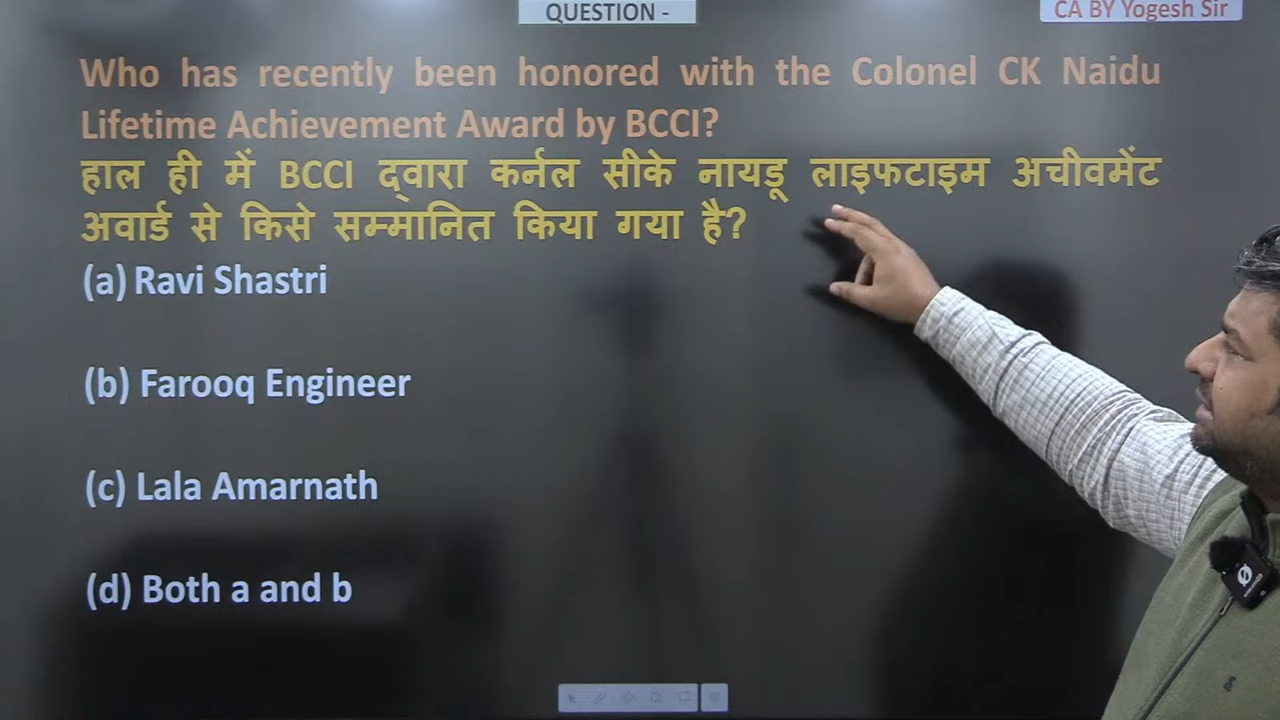 QUESTION -
CA BY Yogesh Sir
Who has recently been honored with the Colonel CK Naidu
Lifetime Achievement Award by BCCI?
हाल ही में BCCI द्वारा कर्नल सीके नायडू लाइफटाइम अचीवमेंट
अवार्ड से किसे सम्मानित किया गया है?
(a) Ravi Shastri
(b) Farooq Engineer
(c) Lala Amarnath
(d) Both a and b